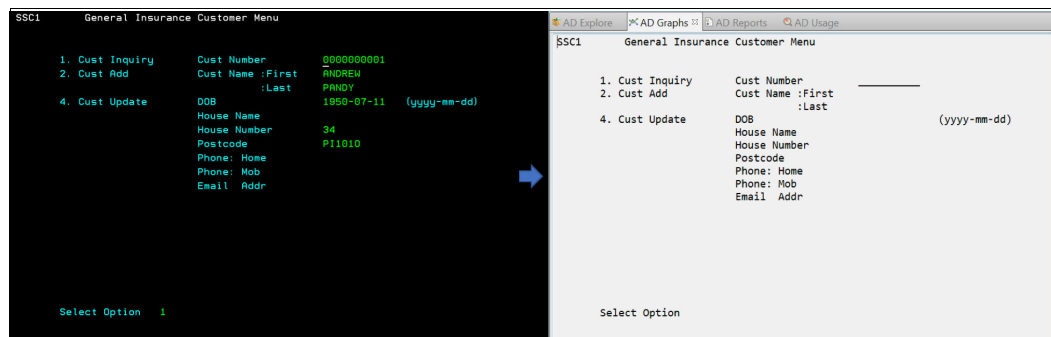 SSC1 General Insurance Customer Menu
1. Cust Inquiry Cust Number 0000000001
2. Cust Add Cust Name :First ANDREW
:Last PANDY
4. Cust Update DOB 1950-07-11 (yyyy-mm-dd)
House Name
House Number 34
Postcode PI101O
Phone: Home
Phone: Mob
Email Addr
Select Option 1
AD Explore AD Graphs AD Reports AD Usage
SSC1 General Insurance Customer Menu
1. Cust Inquiry Cust Number
2. Cust Add Cust Name :First
:Last
4. Cust Update DOB (yyyy-mm-dd)
House Name
House Number
Postcode
Phone: Home
Phone: Mob
Email Addr
Select Option